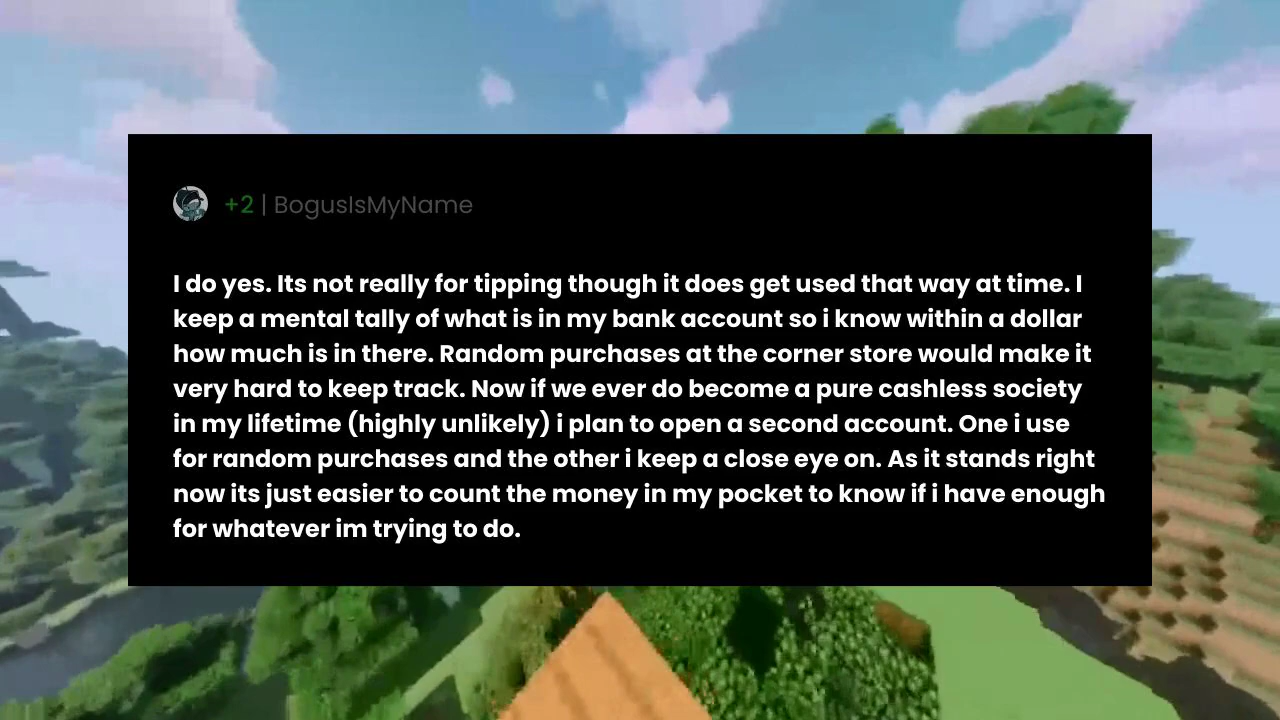 +2 | BogusIsMyName
I do yes. Its not really for tipping though it does get used that way at time. I
keep a mental tally of what is in my bank account so i know within a dollar
how much is in there. Random purchases at the corner store would make it
very hard to keep track. Now if we ever do become a pure cashless society
in my lifetime (highly unlikely) i plan to open a second account. One i use
for random purchases and the other i keep a close eye on. As it stands right
now its just easier to count the money in my pocket to know if i have enough
for whatever im trying to do.